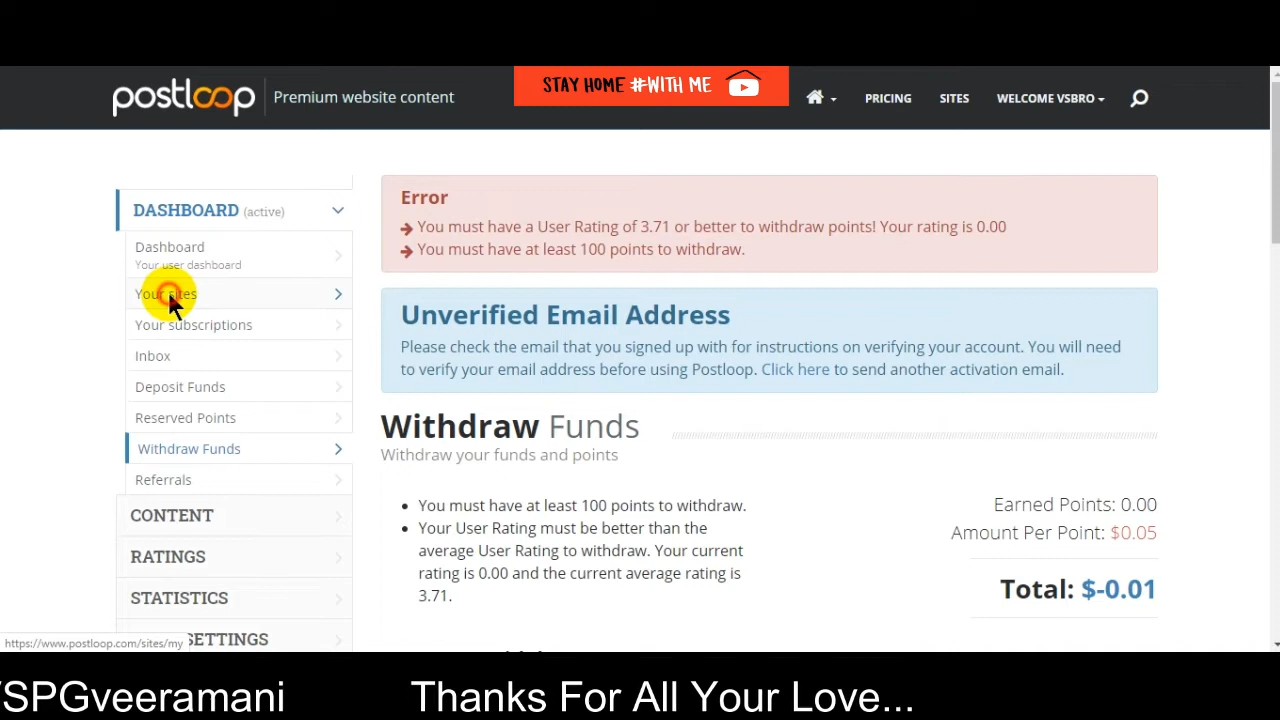 postloop
Premium website content
STAY HOME #WITH ME
PRICING
SITES
WELCOME VSBRO
DASHBOARD (active)
Dashboard
Your user dashboard
Your sites
Your subscriptions
Inbox
Deposit Funds
Reserved Points
Withdraw Funds
Referrals
CONTENT
RATINGS
STATISTICS
SETTINGS
Error
You must have a User Rating of 3.71 or better to withdraw points! Your rating is 0.00
You must have at least 100 points to withdraw.
Unverified Email Address
Please check the email that you signed up with for instructions on verifying your account. You will need
to verify your email address before using Postloop. Click here to send another activation email.
Withdraw Funds
Withdraw your funds and points
You must have at least 100 points to withdraw.
Your User Rating must be better than the
average User Rating to withdraw. Your current
rating is 0.00 and the current average rating is
3.71.
Earned Points: 0.00
Amount Per Point: $0.05
Total: $-0.01
https://www.postloop.com/sites/my
/SPGveeramani
Thanks For All Your Love...